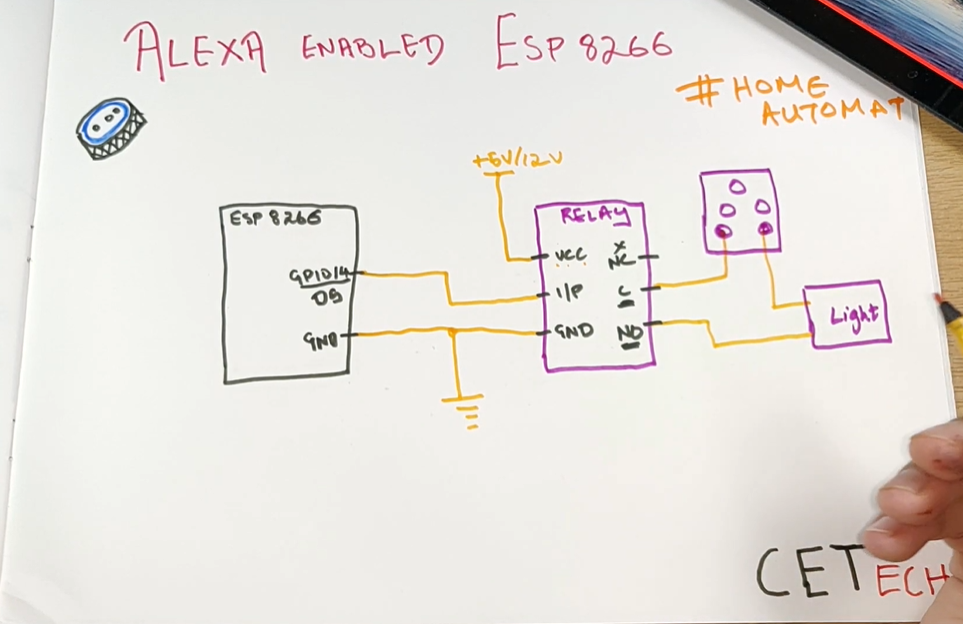 ALEXA ENABLED ESP 8266
# HOME
AUTOMAT
+5V/12V
ESP 8266
GPIO14
D5
GND
RELAY
VCC
NC
I/P
C
GND
NO
Light
CETECH